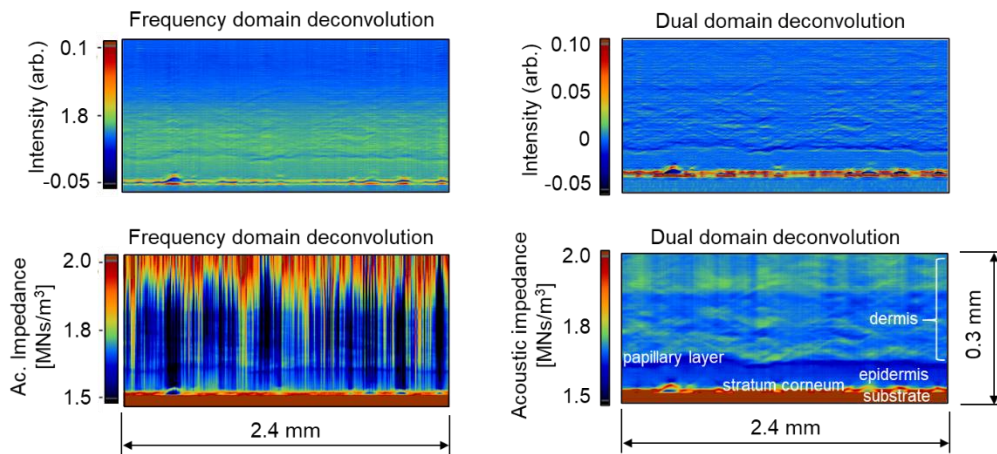 Frequency domain deconvolution
Intensity (arb.)
0.1
1.8
-0.05
Dual domain deconvolution
Intensity (arb.)
0.10
0.05
0
-0.05
Frequency domain deconvolution
Ac. Impedance
[MNs/m³]
2.0
1.8
1.5
2.4 mm
Dual domain deconvolution
Acoustic impedance
[MNs/m³]
2.0
1.8
1.5
dermis
papillary layer
epidermis
stratum corneum
substrate
0.3 mm
2.4 mm